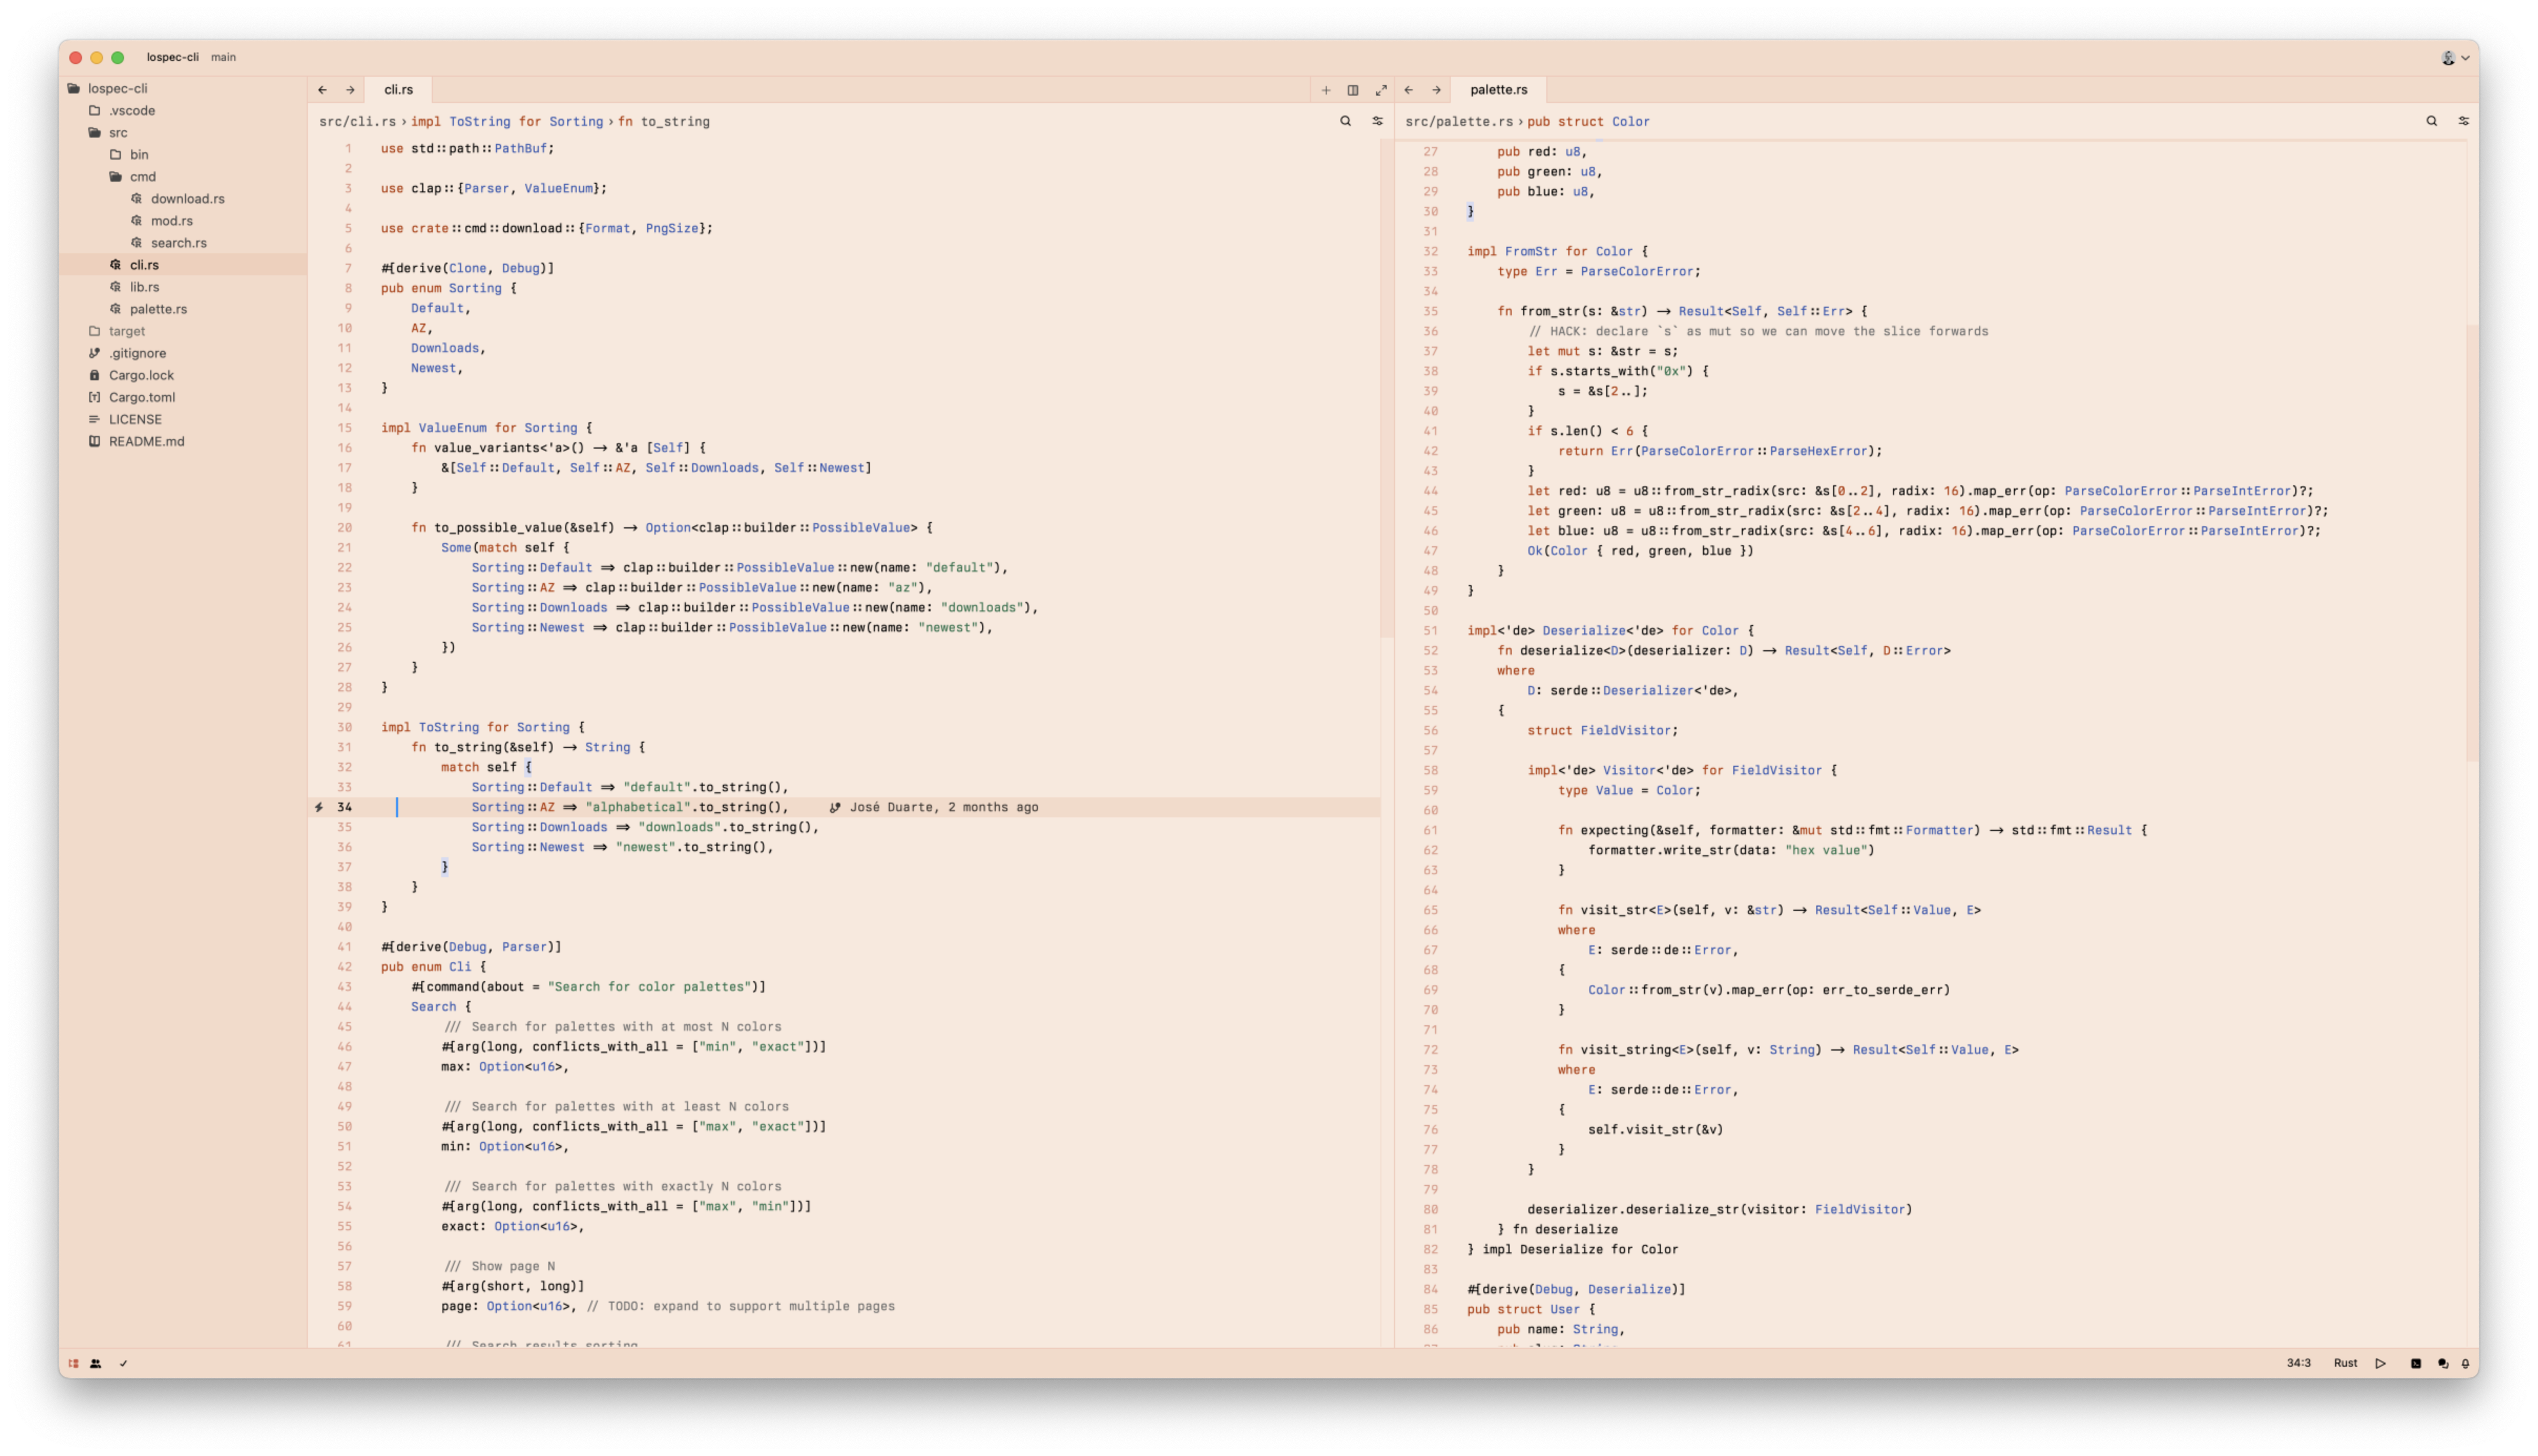 lospec-cli main
lospec-cli
.vscode
src
bin
cmd
download.rs
mod.rs
search.rs
cli.rs
lib.rs
palette.rs
target
.gitignore
Cargo.lock
Cargo.toml
LICENSE
README.md
cli.rs
src/cli.rs › impl ToString for Sorting › fn to_string
1 use std::path::PathBuf;
2
3 use clap::{Parser, ValueEnum};
4
5 use crate::cmd::download::{Format, PngSize};
6
7 #[derive(Clone, Debug)]
8 pub enum Sorting {
9 Default,
10 AZ,
11 Downloads,
12 Newest,
13 }
14
15 impl ValueEnum for Sorting {
16 fn value_variants<'a>() → &'a [Self] {
17 &[Self::Default, Self::AZ, Self::Downloads, Self::Newest]
18 }
19
20 fn to_possible_value(&self) → Option<clap::builder::PossibleValue> {
21 Some(match self {
22 Sorting::Default ⇒ clap::builder::PossibleValue::new(name: "default"),
23 Sorting::AZ ⇒ clap::builder::PossibleValue::new(name: "az"),
24 Sorting::Downloads ⇒ clap::builder::PossibleValue::new(name: "downloads"),
25 Sorting::Newest ⇒ clap::builder::PossibleValue::new(name: "newest"),
26 })
27 }
28 }
29
30 impl ToString for Sorting {
31 fn to_string(&self) → String {
32 match self {
33 Sorting::Default ⇒ "default".to_string(),
34 Sorting::AZ ⇒ "alphabetical".to_string(), José Duarte, 2 months ago
35 Sorting::Downloads ⇒ "downloads".to_string(),
36 Sorting::Newest ⇒ "newest".to_string(),
37 }
38 }
39 }
40
41 #[derive(Debug, Parser)]
42 pub enum Cli {
43 #[command(about = "Search for color palettes")]
44 Search {
45 /// Search for palettes with at most N colors
46 #[arg(long, conflicts_with_all = ["min", "exact"])]
47 max: Option<u16>,
48
49 /// Search for palettes with at least N colors
50 #[arg(long, conflicts_with_all = ["max", "exact"])]
51 min: Option<u16>,
52
53 /// Search for palettes with exactly N colors
54 #[arg(long, conflicts_with_all = ["max", "min"])]
55 exact: Option<u16>,
56
57 /// Show page N
58 #[arg(short, long)]
59 page: Option<u16>, // TODO: expand to support multiple pages
60
61 /// Search results sorting
palette.rs
src/palette.rs › pub struct Color
27 pub red: u8,
28 pub green: u8,
29 pub blue: u8,
30 }
31
32 impl FromStr for Color {
33 type Err = ParseColorError;
34
35 fn from_str(s: &str) → Result<Self, Self::Err> {
36 // HACK: declare `s` as mut so we can move the slice forwards
37 let mut s: &str = s;
38 if s.starts_with("0x") {
39 s = &s[2..];
40 }
41 if s.len() < 6 {
42 return Err(ParseColorError::ParseHexError);
43 }
44 let red: u8 = u8::from_str_radix(src: &s[0..2], radix: 16).map_err(op: ParseColorError::ParseIntError)?;
45 let green: u8 = u8::from_str_radix(src: &s[2..4], radix: 16).map_err(op: ParseColorError::ParseIntError)?;
46 let blue: u8 = u8::from_str_radix(src: &s[4..6], radix: 16).map_err(op: ParseColorError::ParseIntError)?;
47 Ok(Color { red, green, blue })
48 }
49 }
50
51 impl<'de> Deserialize<'de> for Color {
52 fn deserialize<D>(deserializer: D) → Result<Self, D::Error>
53 where
54 D: serde::Deserializer<'de>,
55 {
56 struct FieldVisitor;
57
58 impl<'de> Visitor<'de> for FieldVisitor {
59 type Value = Color;
60
61 fn expecting(&self, formatter: &mut std::fmt::Formatter) → std::fmt::Result {
62 formatter.write_str(data: "hex value")
63 }
64
65 fn visit_str<E>(self, v: &str) → Result<Self::Value, E>
66 where
67 E: serde::de::Error,
68 {
69 Color::from_str(v).map_err(op: err_to_serde_err)
70 }
71
72 fn visit_string<E>(self, v: String) → Result<Self::Value, E>
73 where
74 E: serde::de::Error,
75 {
76 self.visit_str(&v)
77 }
78 }
79
80 deserializer.deserialize_str(visitor: FieldVisitor)
81 } fn deserialize
82 } impl Deserialize for Color
83
84 #[derive(Debug, Deserialize)]
85 pub struct User {
86 pub name: String,
34:3 Rust